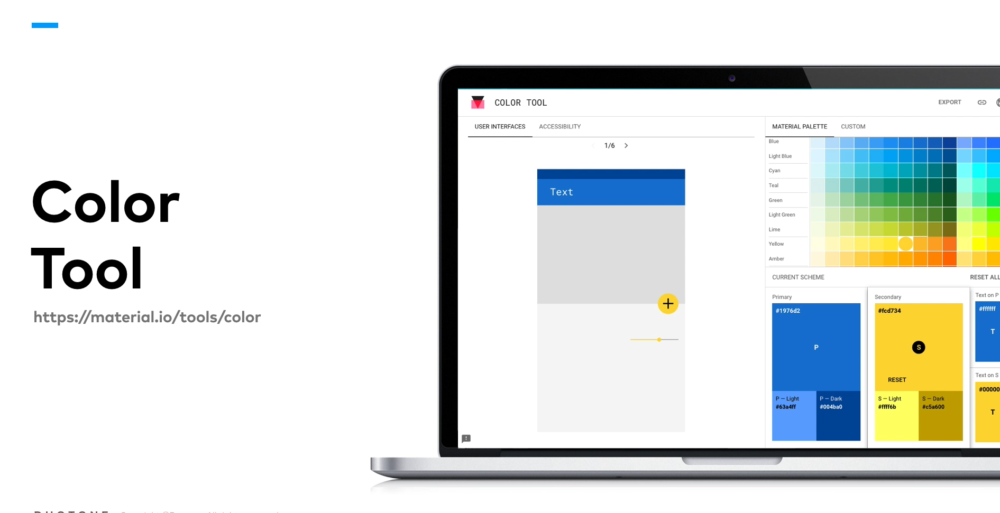 Color
Tool
https://material.io/tools/color
COLOR TOOL
EXPORT
USER INTERFACES ACCESSIBILITY
1/6
Text
MATERIAL PALETTE CUSTOM
Blue
Light Blue
Cyan
Teal
Green
Light Green
Lime
Yellow
Amber
CURRENT SCHEME
RESET ALL
Primary
#1976d2
P
P — Light
#63a4ff
P — Dark
#004ba0
Secondary
#fcd734
S
RESET
S — Light
#ffff6b
S — Dark
#c5a600
Text on P
#ffffff
T
Text on S
#00000
T